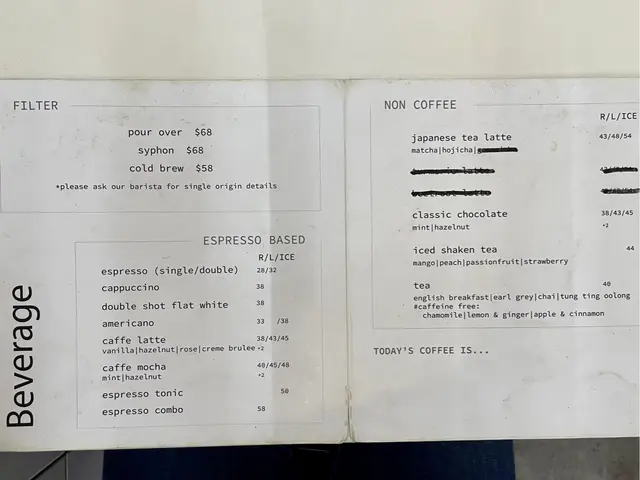 Beverage
FILTER
pour over $68
syphon $68
cold brew $58
*please ask our barista for single origin details
ESPRESSO BASED
R/L/ICE
espresso (single/double) 28/32
cappuccino 38
double shot flat white 38
americano 33 /38
caffe latte 38/43/45
vanilla|hazelnut|rose|creme brulee +2
caffe mocha 40/45/48
mint|hazelnut +2
espresso tonic 50
espresso combo 58
NON COFFEE
R/L/ICE
japanese tea latte 43/48/54
matcha|hojicha|
latte
latte
classic chocolate 38/43/45
mint|hazelnut +2
iced shaken tea 44
mango|peach|passionfruit|strawberry
tea 40
english breakfast|earl grey|chai|tung ting oolong
#caffeine free:
chamomile|lemon & ginger|apple & cinnamon
TODAY'S COFFEE IS...